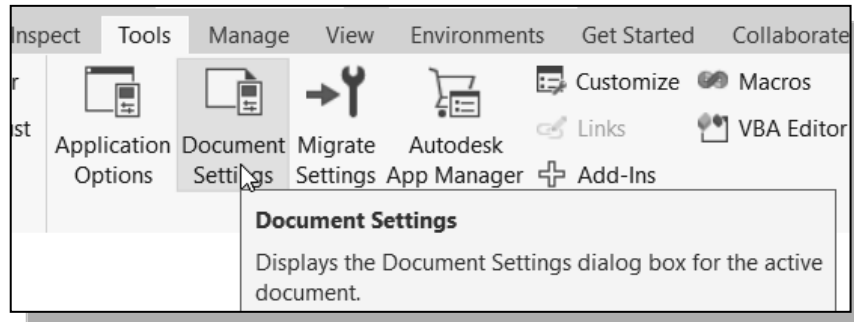 Inspect Tools Manage View Environments Get Started Collaborate
r
Application
Options
Document
Settings
Migrate
Settings
Autodesk
App Manager
Customize
Links
Add-Ins
Macros
VBA Editor
ust
Document Settings
Displays the Document Settings dialog box for the active
document.